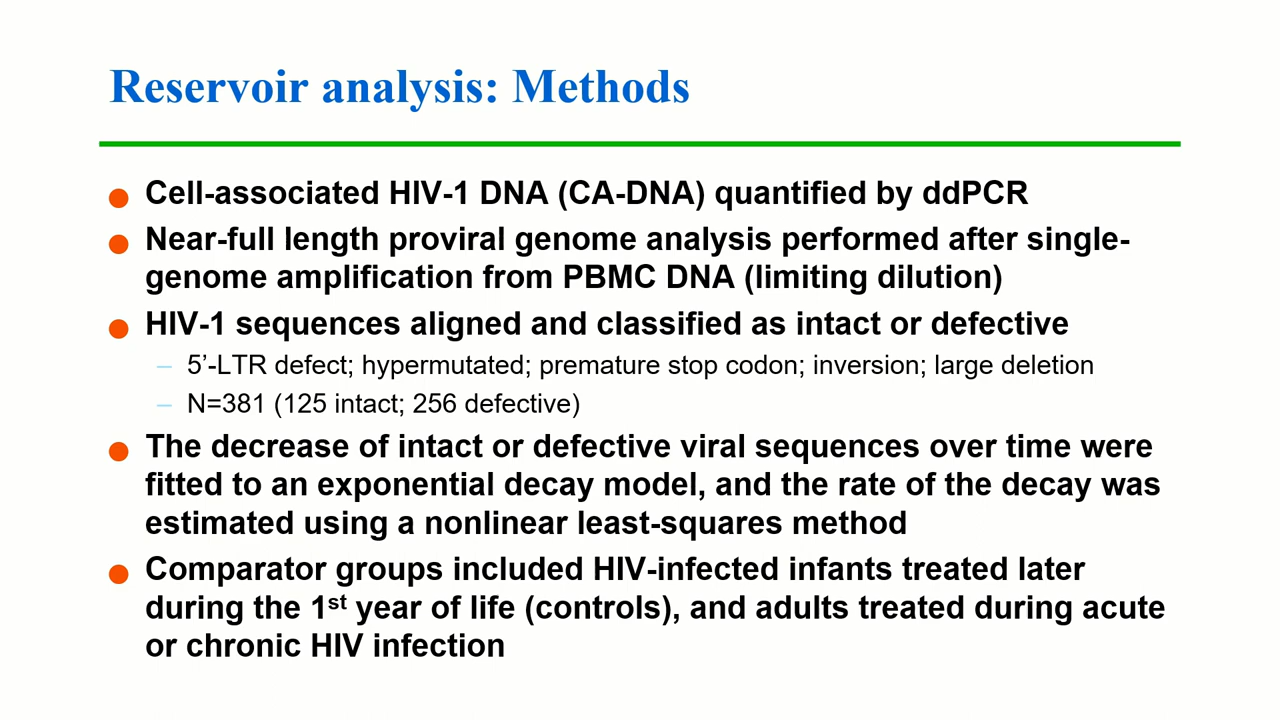 Reservoir analysis: Methods
● Cell-associated HIV-1 DNA (CA-DNA) quantified by ddPCR
● Near-full length proviral genome analysis performed after single-
genome amplification from PBMC DNA (limiting dilution)
● HIV-1 sequences aligned and classified as intact or defective
– 5’-LTR defect; hypermutated; premature stop codon; inversion; large deletion
– N=381 (125 intact; 256 defective)
● The decrease of intact or defective viral sequences over time were
fitted to an exponential decay model, and the rate of the decay was
estimated using a nonlinear least-squares method
● Comparator groups included HIV-infected infants treated later
during the 1st year of life (controls), and adults treated during acute
or chronic HIV infection